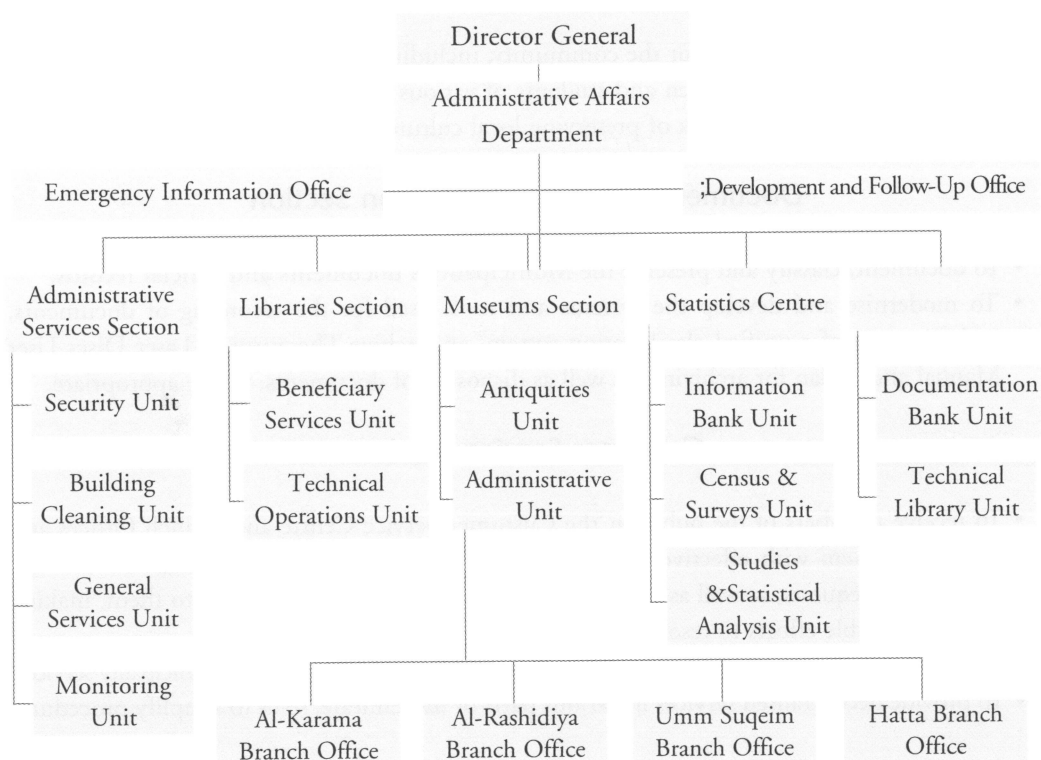 Director General
Administrative Affairs
Department
Emergency Information Office
;Development and Follow-Up Office
Administrative
Services Section
Libraries Section
Museums Section
Statistics Centre
Security Unit
Beneficiary
Services Unit
Antiquities
Unit
Information
Bank Unit
Documentation
Bank Unit
Building
Cleaning Unit
Technical
Operations Unit
Administrative
Unit
Census &
Surveys Unit
Technical
Library Unit
General
Services Unit
Studies
&Statistical
Analysis Unit
Monitoring
Unit
Al-Karama
Branch Office
Al-Rashidiya
Branch Office
Umm Suqeim
Branch Office
Hatta Branch
Office